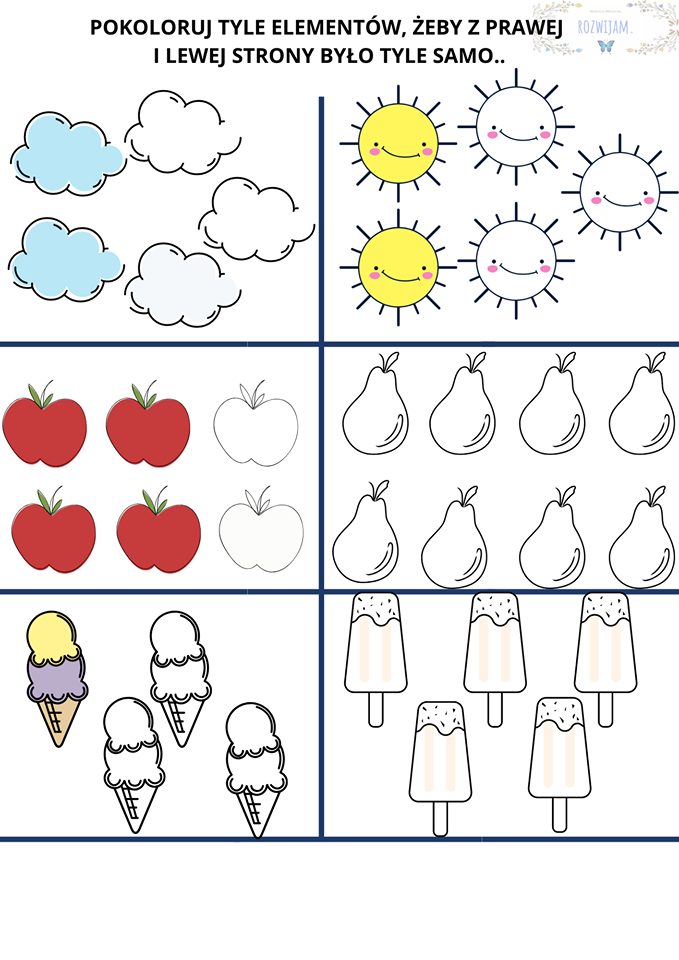 POKOLORUJ TYLE ELEMENTÓW, ŻEBY Z PRAWEJ
I LEWEJ STRONY BYŁO TYLE SAMO..
ROZWIJAM.